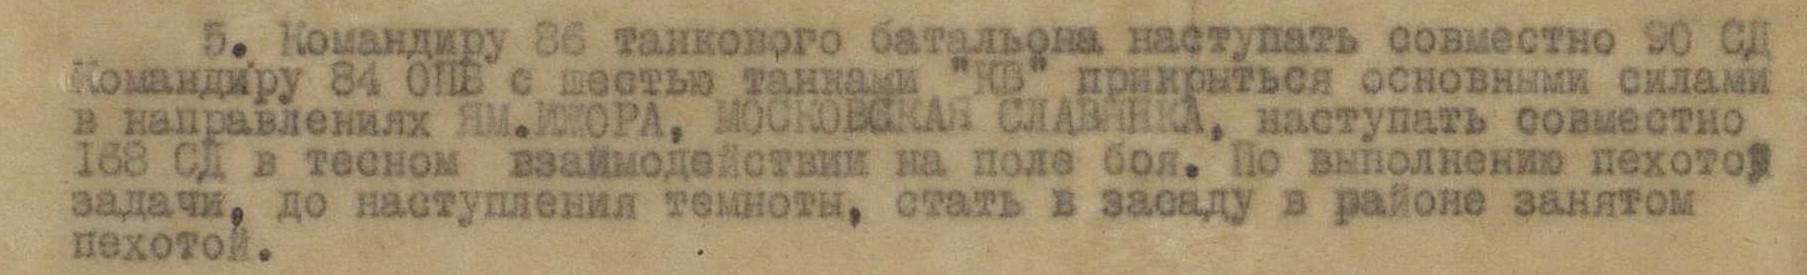 5. Командиру 86 танкового батальона наступать совместно 90 СД
Командиру 84 ОПБ с шестью танками "КВ" прикрыться основными силами
в направлениях ЯМ.ИЖОРА, МОСКОВСКАЯ СЛАВЯНКА, наступать совместно
168 СД в тесном взаимодействии на поле боя. По выполнению пехотой
задачи, до наступления темноты, стать в засаду в районе занятом
пехотой.